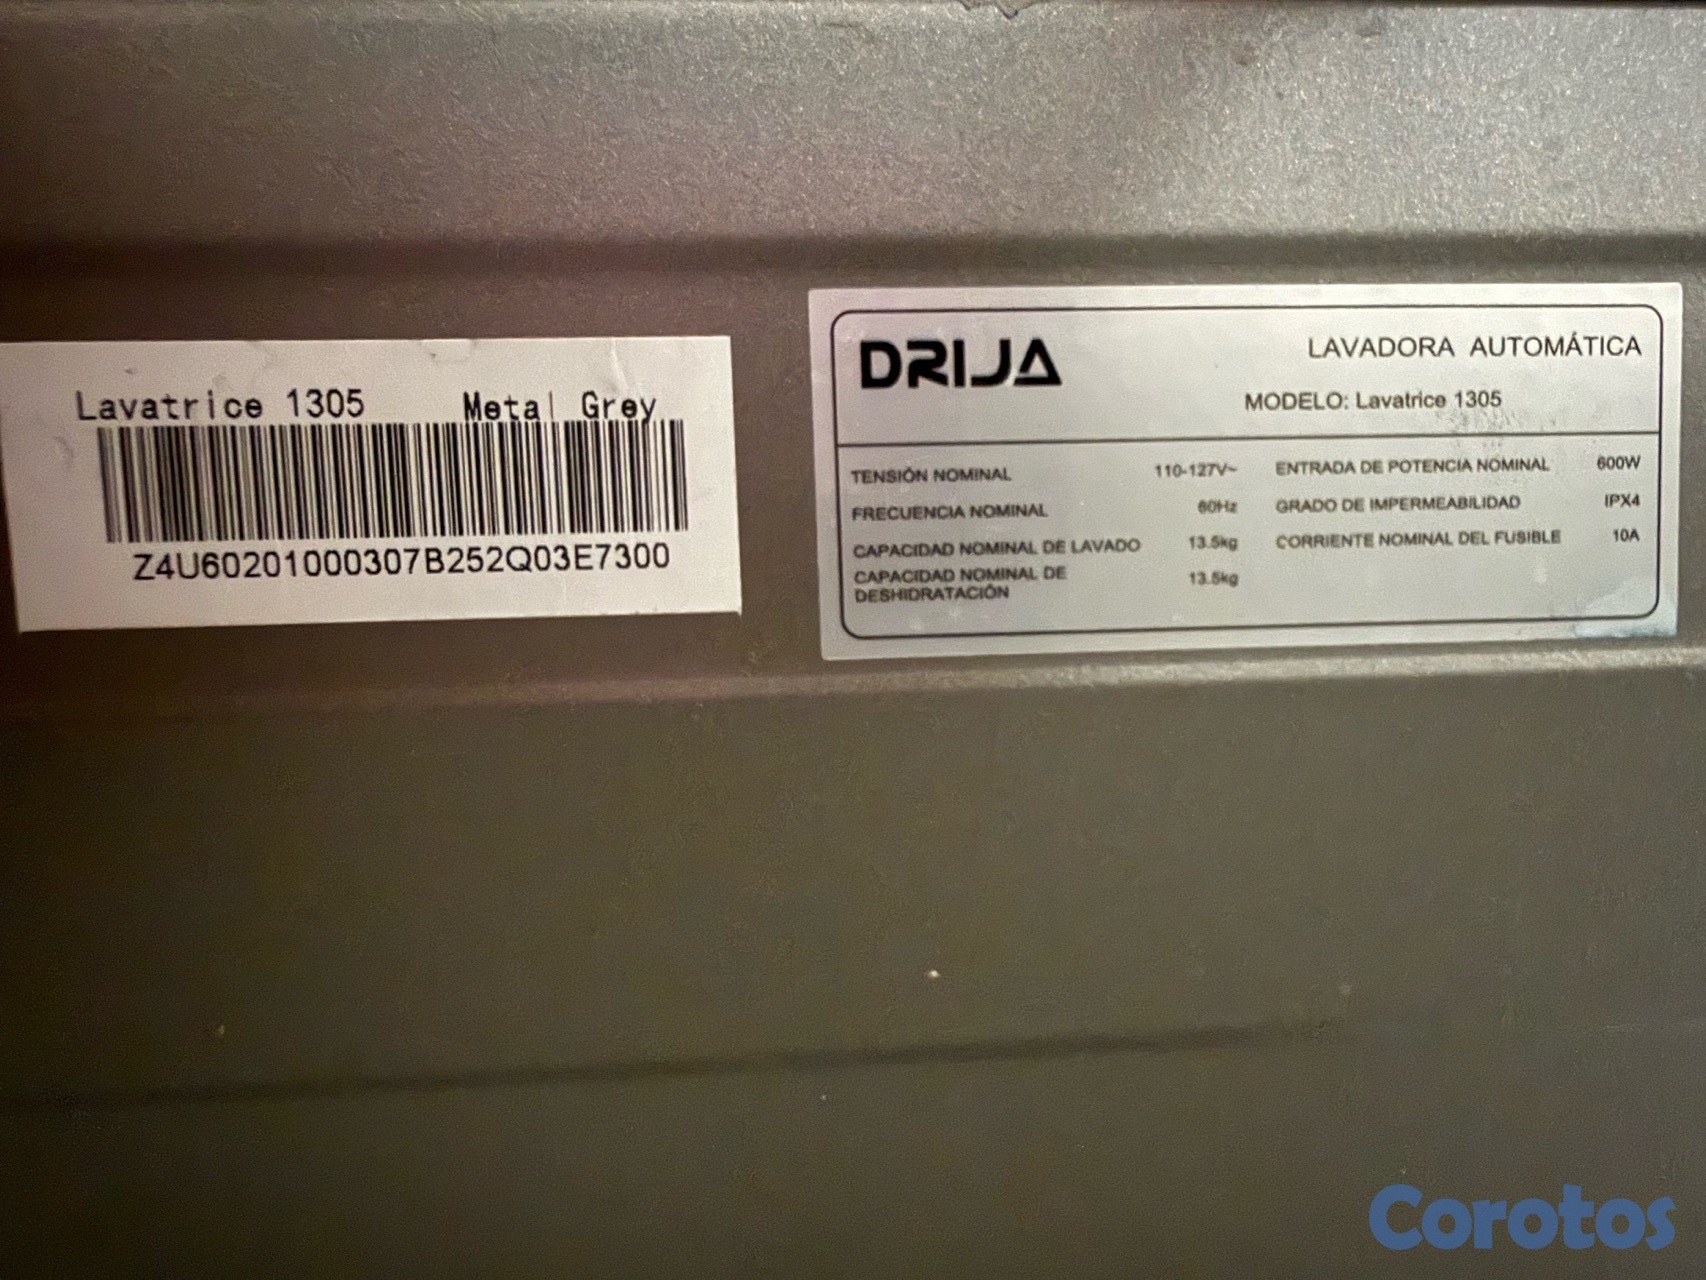 Lavatrice 1305 Metal Grey
Z4U60201000307B252Q03E7300
DRIJA
LAVADORA AUTOMÁTICA
MODELO: Lavatrice 1305
TENSIÓN NOMINAL 110-127V~
FRECUENCIA NOMINAL 60Hz
CAPACIDAD NOMINAL DE LAVADO 13.5kg
CAPACIDAD NOMINAL DE
DESHIDRATACIÓN 13.5kg
ENTRADA DE POTENCIA NOMINAL 600W
GRADO DE IMPERMEABILIDAD IPX4
CORRIENTE NOMINAL DEL FUSIBLE 10A
Corotos